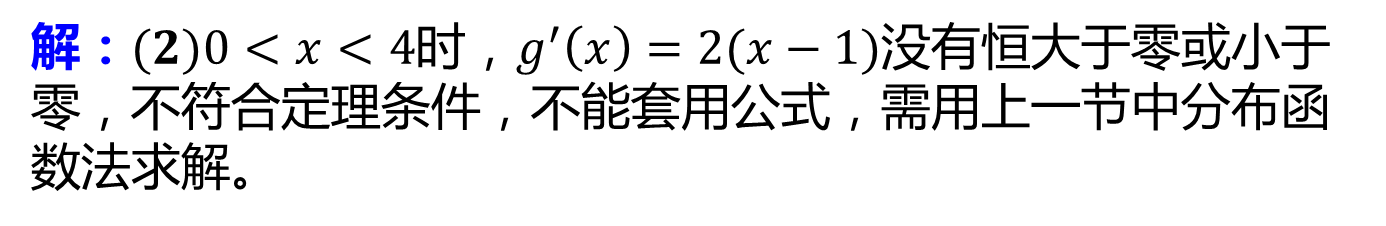 解：(2)0 < x < 4时，g′(x) = 2(x − 1)没有恒大于零或小于
零，不符合定理条件，不能套用公式，需用上一节中分布函
数法求解。